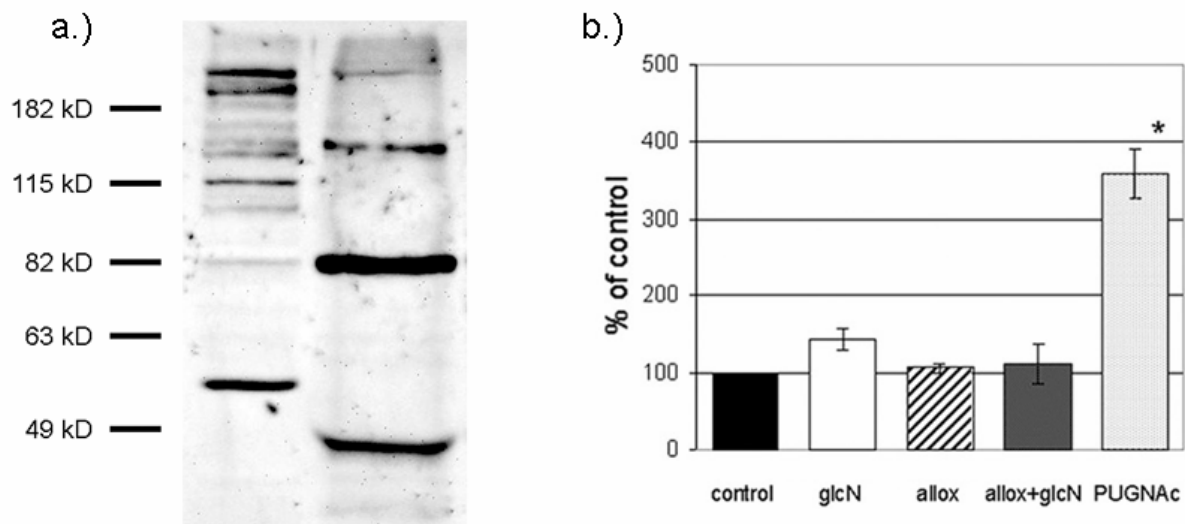 a.)
182 kD
115 kD
82 kD
63 kD
49 kD
b.)
% of control
500
400
300
200
100
0
*
control glcN allox allox+glcN PUGNAc